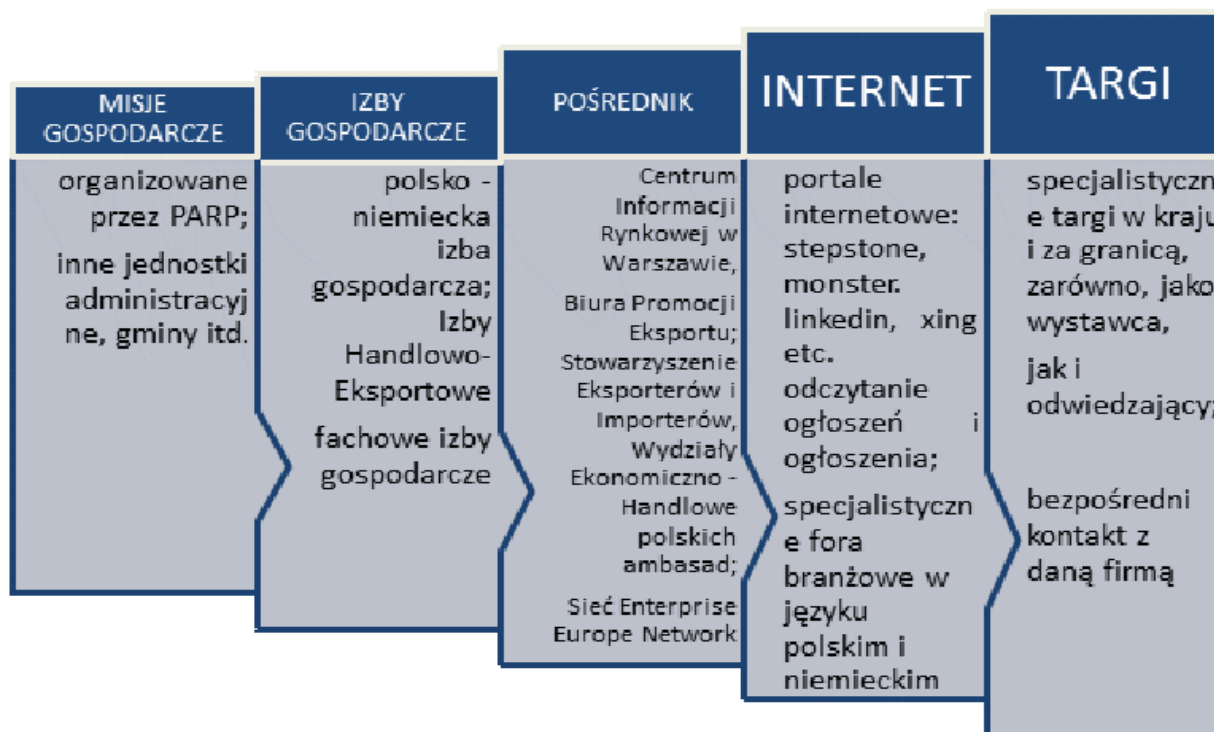 MISJE
GOSPODARCZE
organizowane
przez PARP;
inne jednostki
administracyj
ne, gminy itd.
IZBY
GOSPODARCZE
polsko -
niemiecka
izba
gospodarcza;
Izby
Handlowo-
Eksportowe
fachowe izby
gospodarcze
POŚREDNIK
Centrum
Informacji
Rynkowej w
Warszawie,
Biura Promocji
Eksportu;
Stowarzyszenie
Eksporterów i
Importerów,
Wydziały
Ekonomiczno -
Handlowe
polskich
ambasad;
Sieć Enterprise
Europe Network
INTERNET
portale
internetowe:
stepstone,
monster.
linkedin, xing
etc.
odczytanie
ogłoszeń i
ogłoszenia;
specjalistyczn
e fora
branżowe w
języku
polskim i
niemieckim
TARGI
specjalistyczn
e targi w kraju
i za granicą,
zarówno, jako
wystawca,
jak i
odwiedzający;
bezpośredni
kontakt z
daną firmą